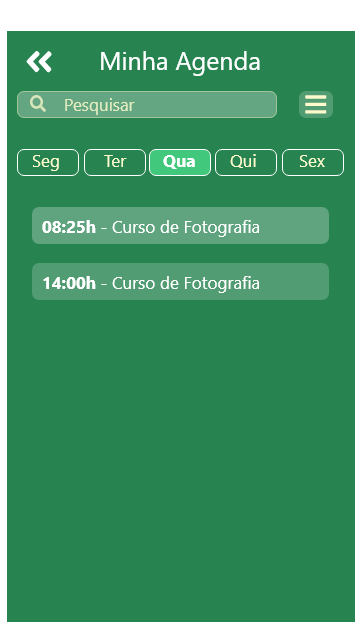 Minha Agenda
Pesquisar
Seg Ter Qua Qui Sex
08:25h - Curso de Fotografia
14:00h - Curso de Fotografia